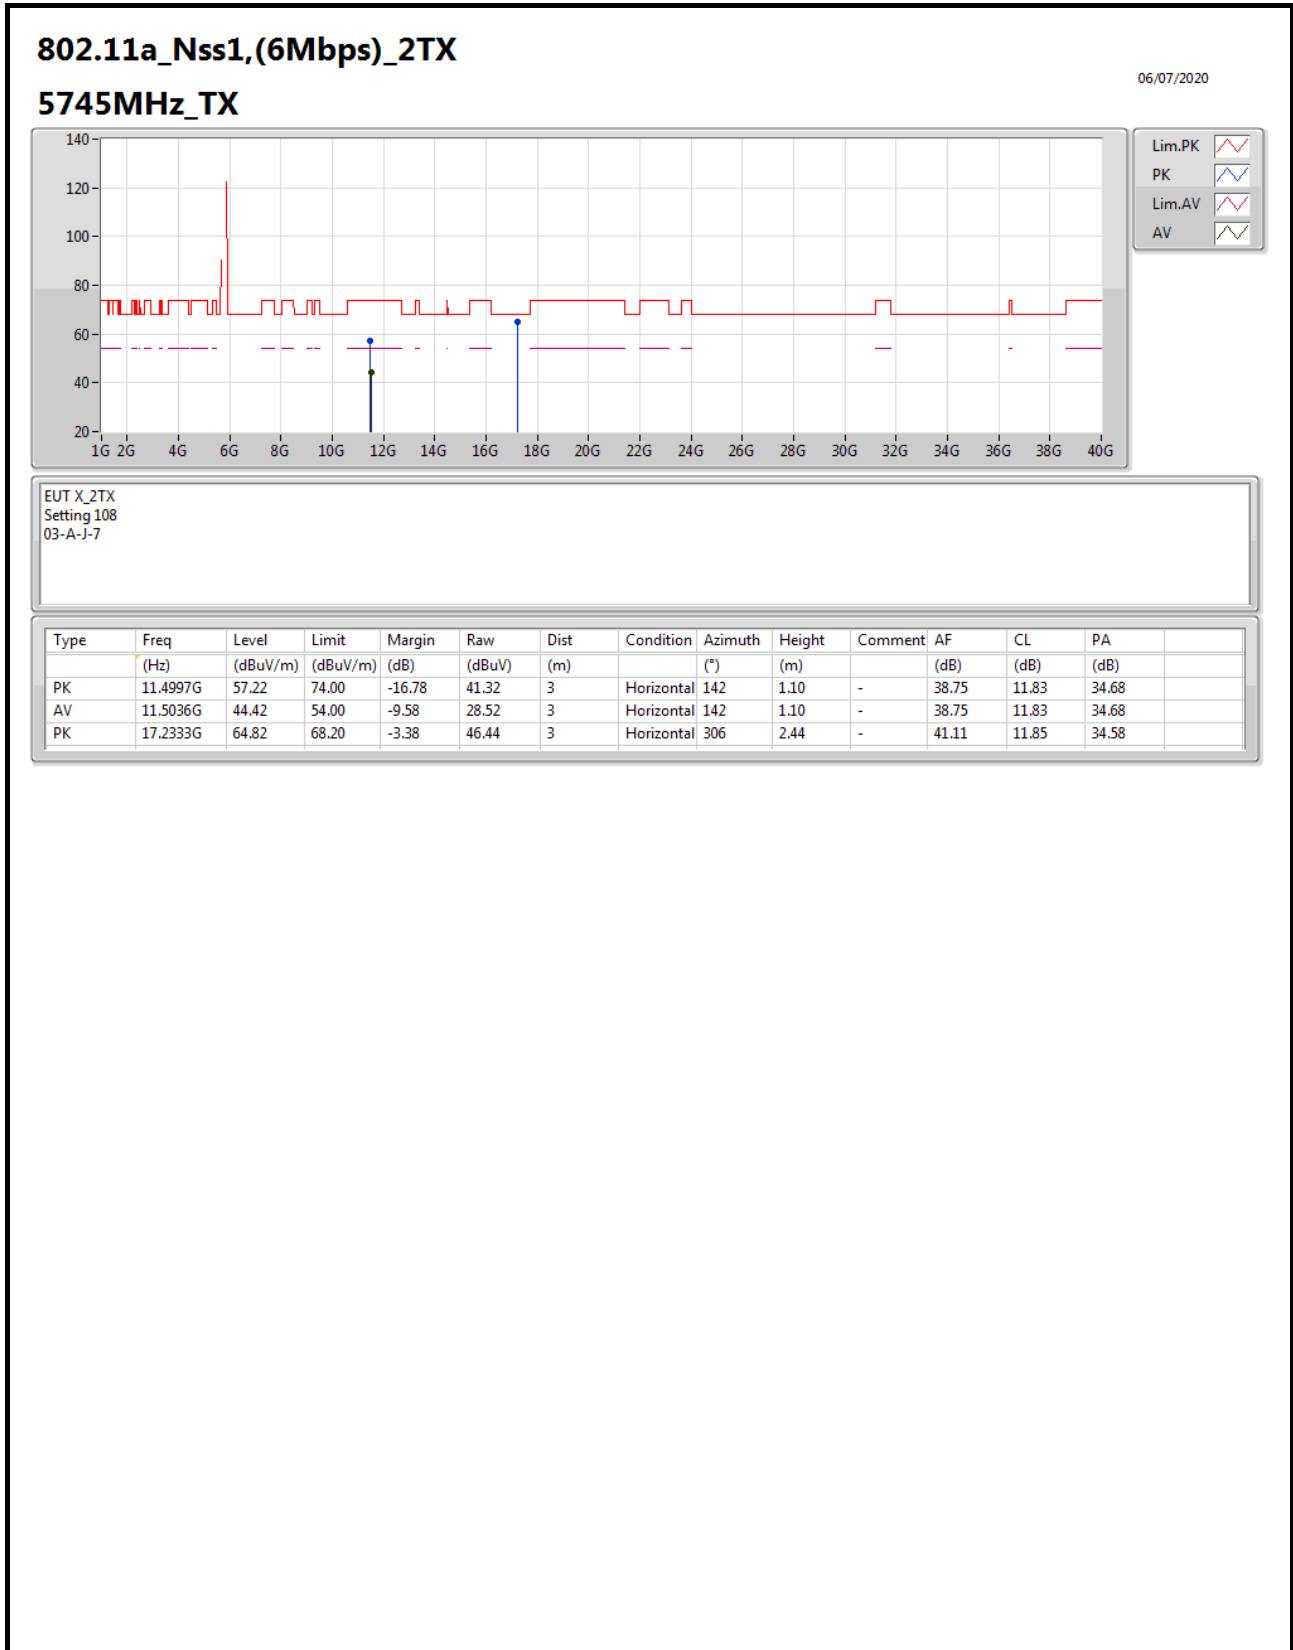 802.11a_Nss1,(6Mbps)_2TX
06/07/2020
5745MHz_TX
140
120
100
80
60
40
20
1G 2G 4G 6G 8G 10G 12G 14G 16G 18G 20G 22G 24G 26G 28G 30G 32G 34G 36G 38G 40G
Lim.PK
PK
Lim.AV
AV
EUT X_2TX
Setting 108
03-A-J-7
Type Freq Level Limit Margin Raw Dist Condition Azimuth Height Comment AF CL PA
(Hz) (dBuV/m) (dBuV/m) (dB) (dBuV) (m) (°) (m) (dB) (dB) (dB)
PK 11.4997G 57.22 74.00 -16.78 41.32 3 Horizontal 142 1.10 - 38.75 11.83 34.68
AV 11.5036G 44.42 54.00 -9.58 28.52 3 Horizontal 142 1.10 - 38.75 11.83 34.68
PK 17.2333G 64.82 68.20 -3.38 46.44 3 Horizontal 306 2.44 - 41.11 11.85 34.58